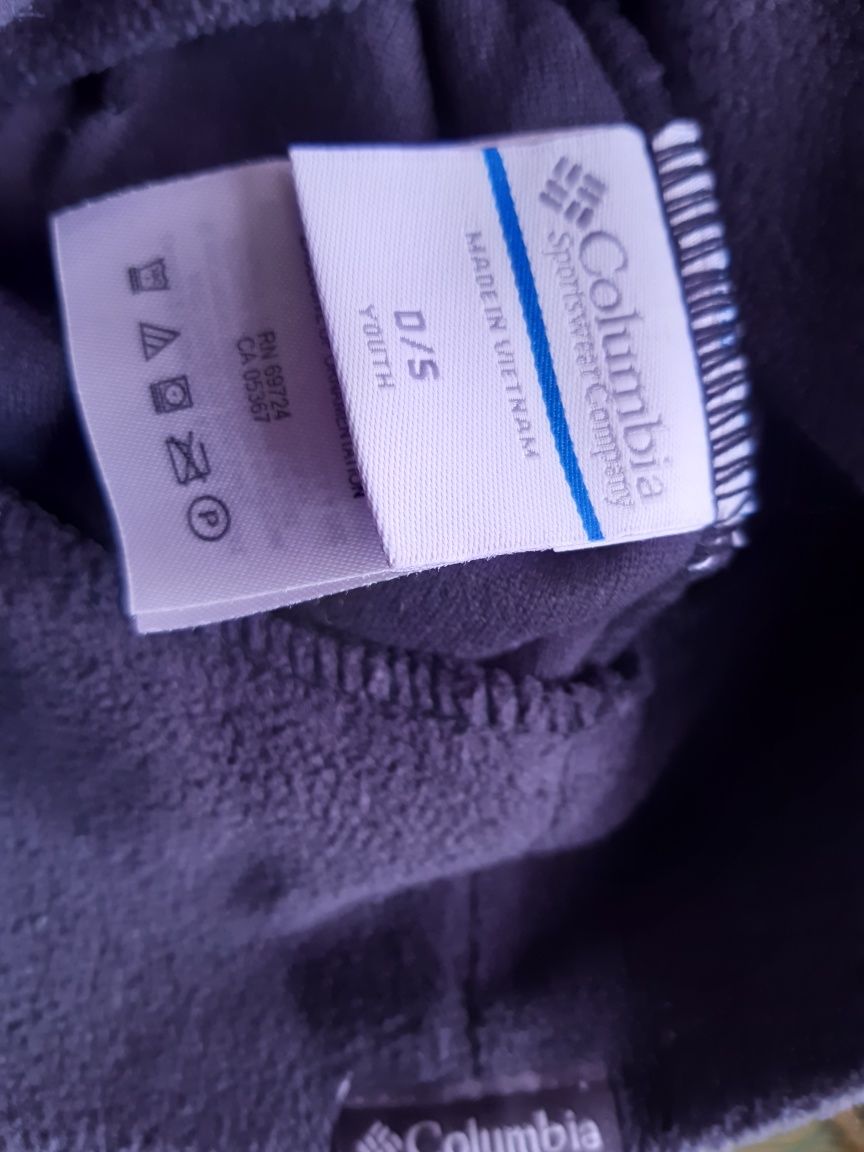 Columbia
Sportswear Company
MADE IN VIETNAM
O/S
YOUTH
RN 69724
CA 05367
P
Columbia